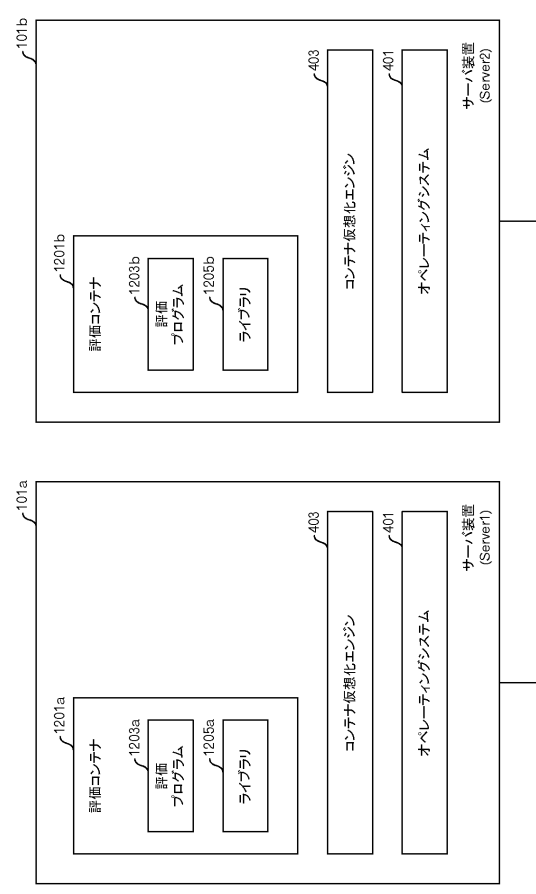 101a
1201a
評価コンテナ
1203a
評価
プログラム
1205a
ライブラリ
403
コンテナ仮想化エンジン
401
オペレーティングシステム
サーバ装置
(Server1)
101b
1201b
評価コンテナ
1203b
評価
プログラム
1205b
ライブラリ
403
コンテナ仮想化エンジン
401
オペレーティングシステム
サーバ装置
(Server2)